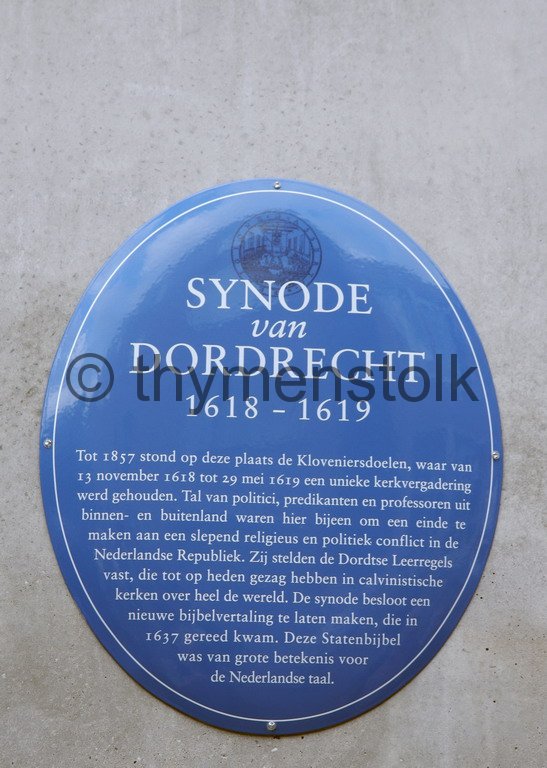 SYNODE
van
DORDRECHT
© thymenstolk
1618 – 1619
Tot 1857 stond op deze plaats de Kloveniersdoelen, waar van
13 november 1618 tot 29 mei 1619 een unieke kerkvergadering
werd gehouden. Tal van politici, predikanten en professoren uit
binnen- en buitenland waren hier bijeen om een einde te
maken aan een slepend religieus en politiek conflict in de
Nederlandse Republiek. Zij stelden de Dordtse Leerregels
vast, die tot op heden gezag hebben in calvinistische
kerken over heel de wereld. De synode besloot een
nieuwe bijbelvertaling te laten maken, die in
1637 gereed kwam. Deze Statenbijbel
was van grote betekenis voor
de Nederlandse taal.